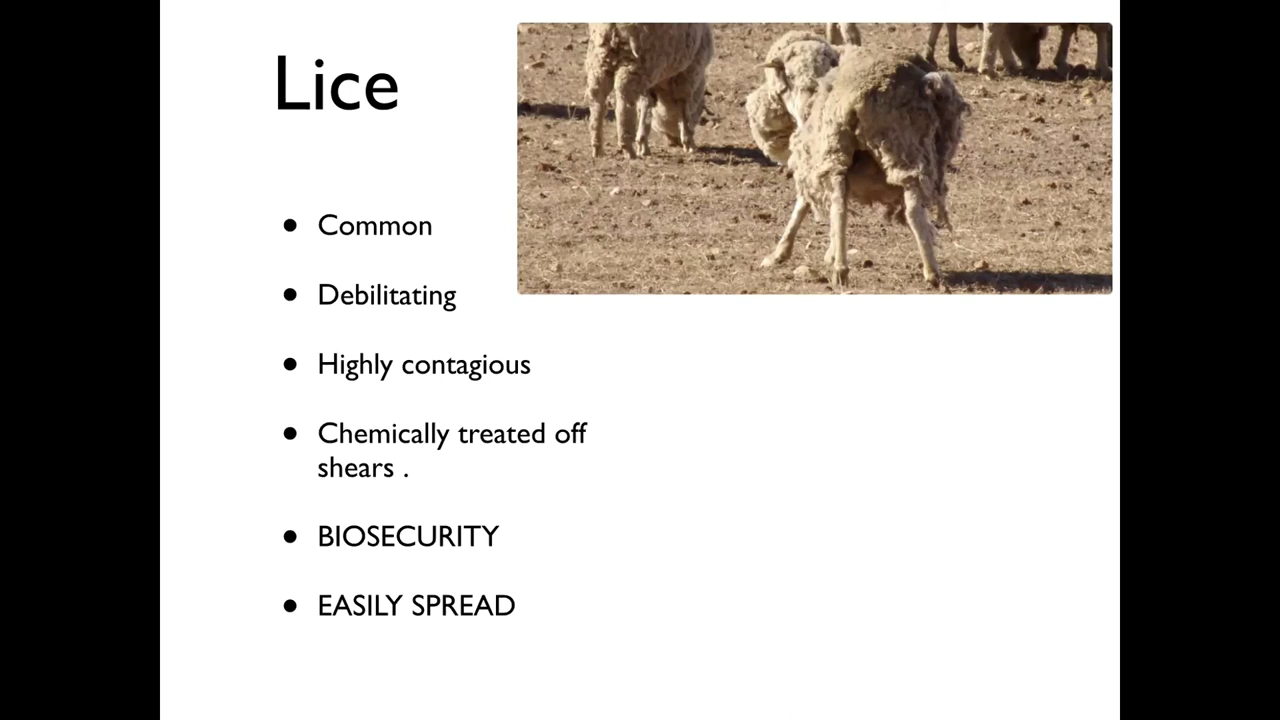 Lice
● Common
● Debilitating
● Highly contagious
● Chemically treated off
shears .
● BIOSECURITY
● EASILY SPREAD